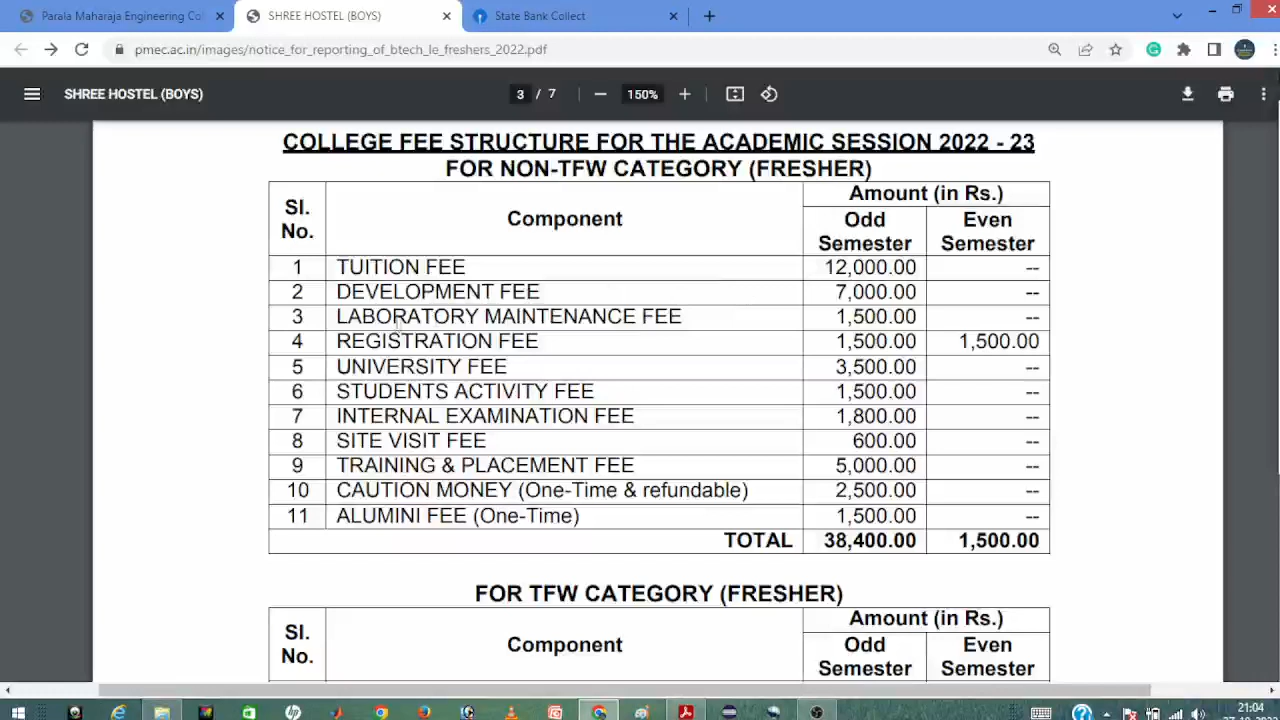 Parala Maharaja Engineering Co
SHREE HOSTEL (BOYS)
State Bank Collect
pmec.ac.in/images/notice_for_reporting_of_btech_le_freshers_2022.pdf
SHREE HOSTEL (BOYS)
3 / 7
150%
COLLEGE FEE STRUCTURE FOR THE ACADEMIC SESSION 2022 - 23
FOR NON-TFW CATEGORY (FRESHER)
Sl. No. Component Amount (in Rs.)
Odd Semester Even Semester
1 TUITION FEE 12,000.00 --
2 DEVELOPMENT FEE 7,000.00 --
3 LABORATORY MAINTENANCE FEE 1,500.00 --
4 REGISTRATION FEE 1,500.00 1,500.00
5 UNIVERSITY FEE 3,500.00 --
6 STUDENTS ACTIVITY FEE 1,500.00 --
7 INTERNAL EXAMINATION FEE 1,800.00 --
8 SITE VISIT FEE 600.00 --
9 TRAINING & PLACEMENT FEE 5,000.00 --
10 CAUTION MONEY (One-Time & refundable) 2,500.00 --
11 ALUMINI FEE (One-Time) 1,500.00 --
TOTAL 38,400.00 1,500.00
FOR TFW CATEGORY (FRESHER)
Sl. No. Component Amount (in Rs.)
Odd Semester Even Semester
21:04